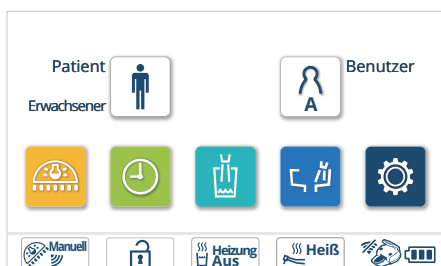 Patient
Benutzer
Erwachsener
A
Manuell
Heizung
Aus
Heiß